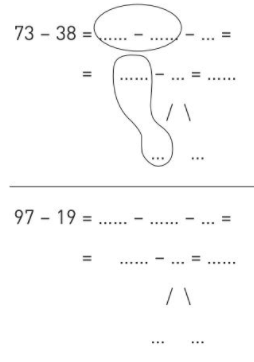 73 – 38 = ...... – ...... – ... =
= ...... – ... = ......
/ \
... ...
97 – 19 = ...... – ...... – ... =
= ...... – ... = ......
/ \
... ...